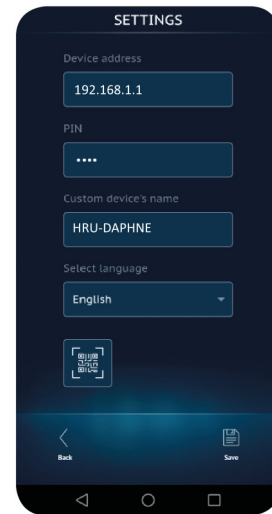 SETTINGS
Device address
192.168.1.1
PIN
••••
Custom device's name
HRU-DAPHNE
Select language
English
Back
Save